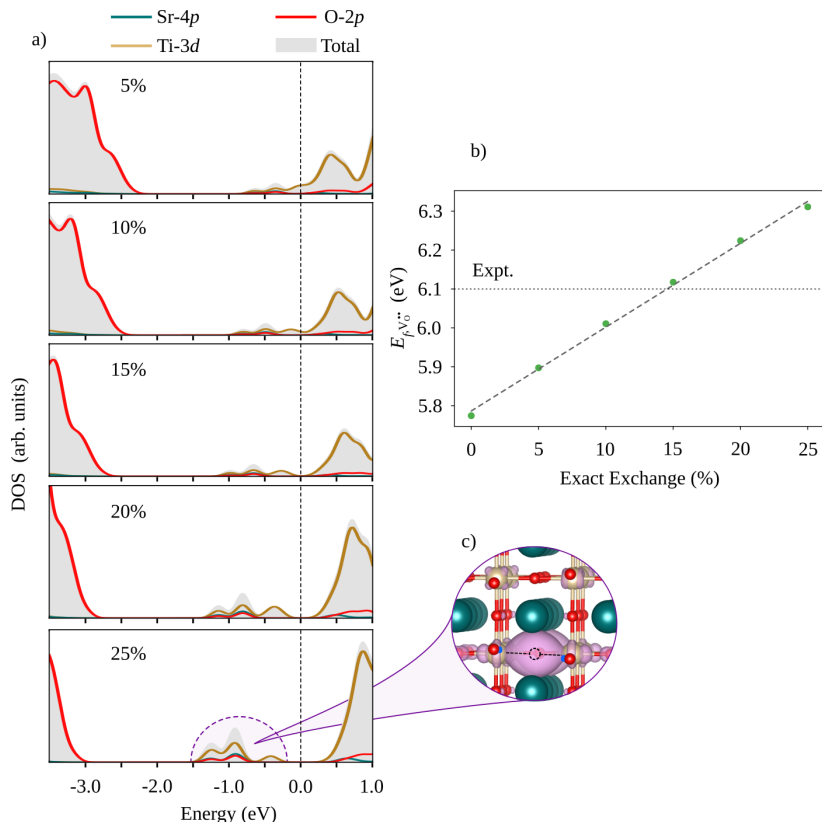 Sr-4p
O-2p
Ti-3d
Total
a)
5%
10%
15%
20%
25%
DOS (arb. units)
-3.0 -2.0 -1.0 0.0 1.0
Energy (eV)
b)
6.3
6.2
6.1
6.0
5.9
5.8
Expt.
E_{f,V_O^{••}} (eV)
0 5 10 15 20 25
Exact Exchange (%)
c)